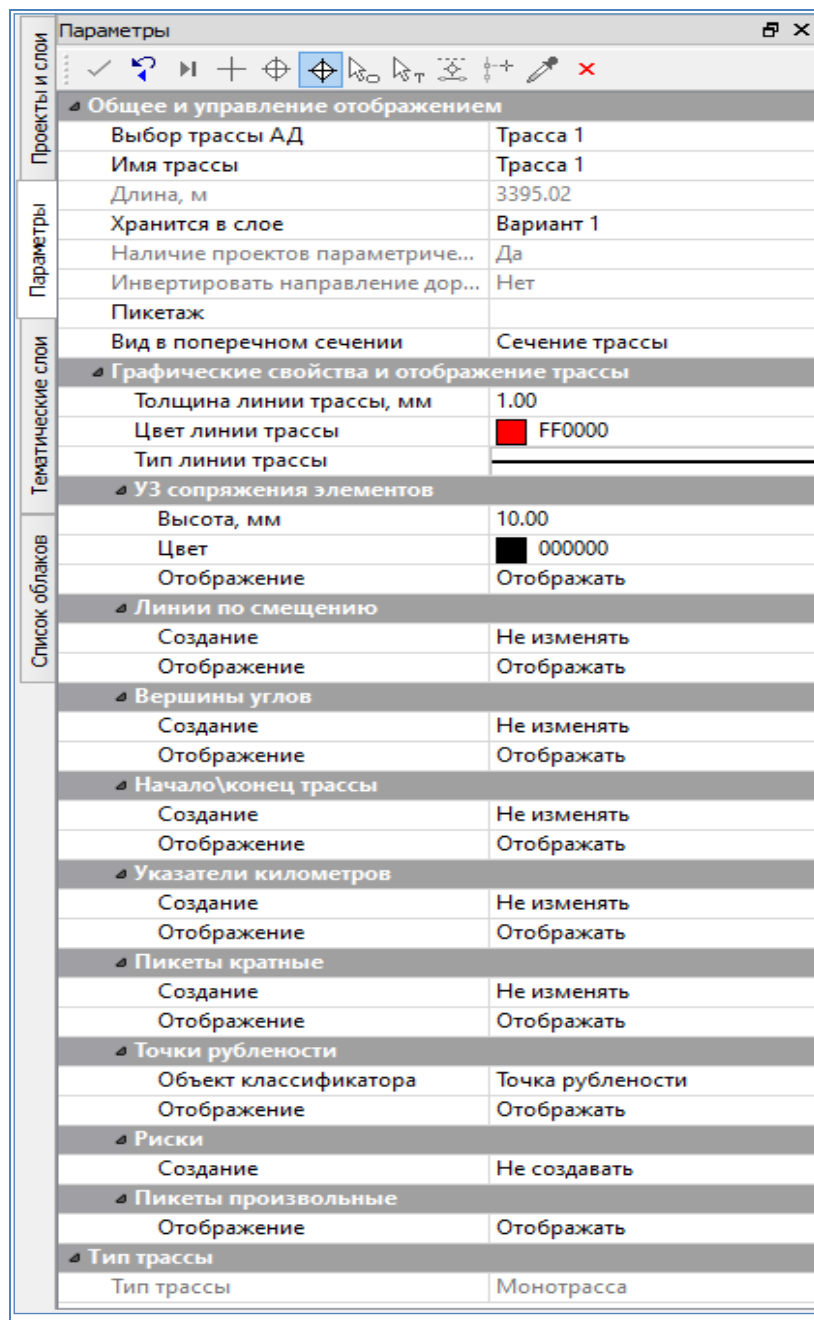 Параметры
Проекты и слои
Параметры
Тематические слои
Список облаков
Общее и управление отображением
Выбор трассы АД Трасса 1
Имя трассы Трасса 1
Длина, м 3395.02
Хранится в слое Вариант 1
Наличие проектов параметриче... Да
Инвертировать направление дор... Нет
Пикетаж
Вид в поперечном сечении Сечение трассы
Графические свойства и отображение трассы
Толщина линии трассы, мм 1.00
Цвет линии трассы FF0000
Тип линии трассы
УЗ сопряжения элементов
Высота, мм 10.00
Цвет 000000
Отображение Отображать
Линии по смещению
Создание Не изменять
Отображение Отображать
Вершины углов
Создание Не изменять
Отображение Отображать
Начало\конец трассы
Создание Не изменять
Отображение Отображать
Указатели километров
Создание Не изменять
Отображение Отображать
Пикеты кратные
Создание Не изменять
Отображение Отображать
Точки рублености
Объект классификатора Точка рублености
Отображение Отображать
Риски
Создание Не создавать
Пикеты произвольные
Отображение Отображать
Тип трассы
Тип трассы Монотрасса